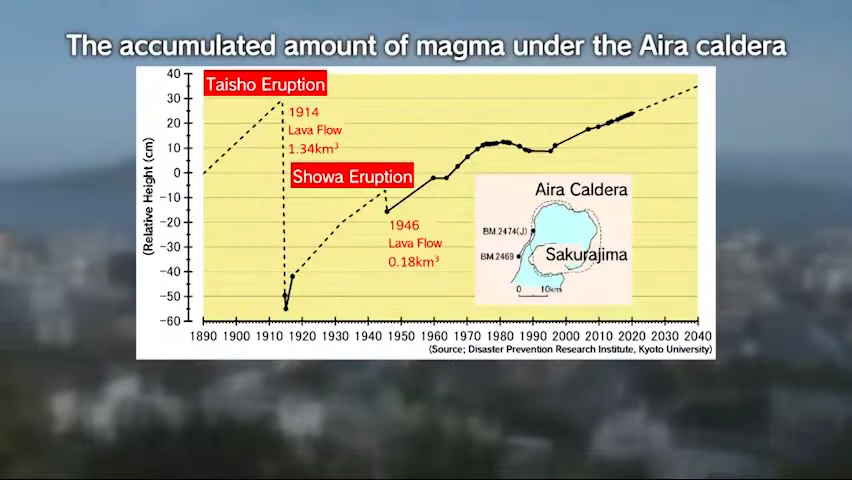 The accumulated amount of magma under the Aira caldera
(Relative Height (cm)
40
30
20
10
0
−10
−20
−30
−40
−50
−60
Taisho Eruption
1914
Lava Flow
1.34km³
Showa Eruption
1946
Lava Flow
0.18km³
Aira Caldera
BM.2474(J)
BM.2469
Sakurajima
0 10km
1890 1900 1910 1920 1930 1940 1950 1960 1970 1980 1990 2000 2010 2020 2030 2040
(Source; Disaster Prevention Research Institute, Kyoto University)